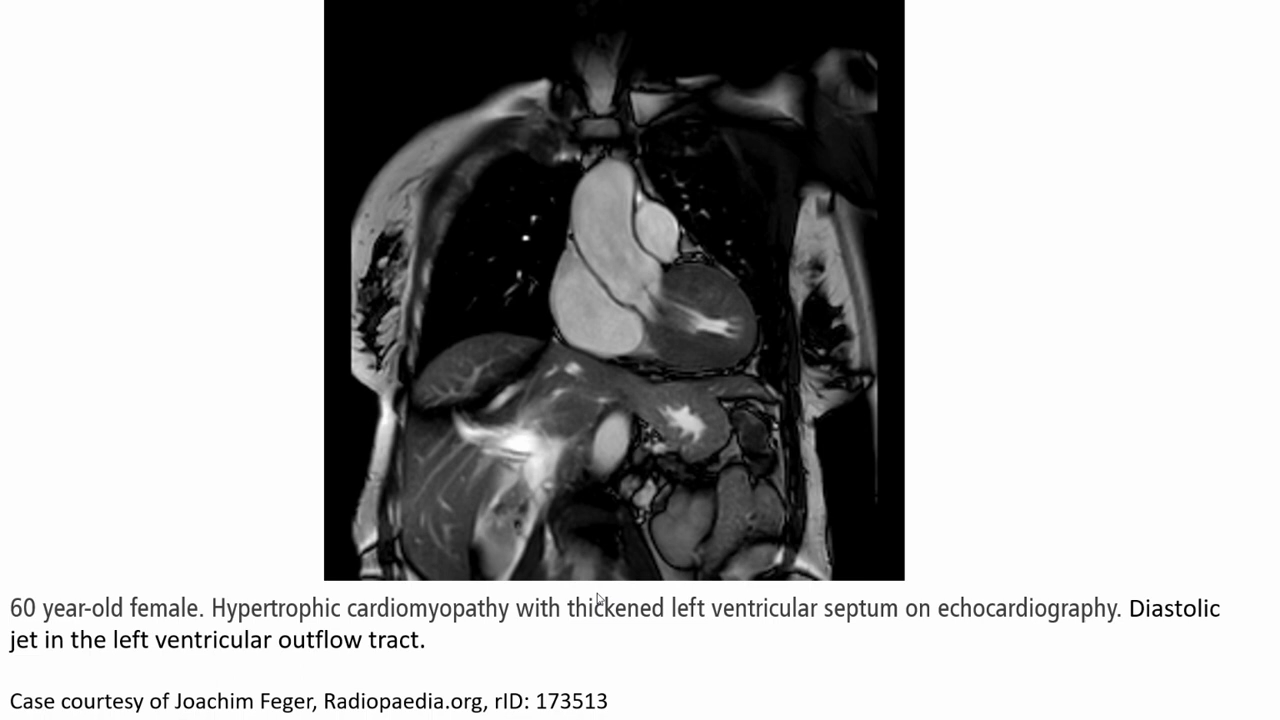 60 year-old female. Hypertrophic cardiomyopathy with thickened left ventricular septum on echocardiography. Diastolic
jet in the left ventricular outflow tract.
Case courtesy of Joachim Feger, Radiopaedia.org, rID: 173513